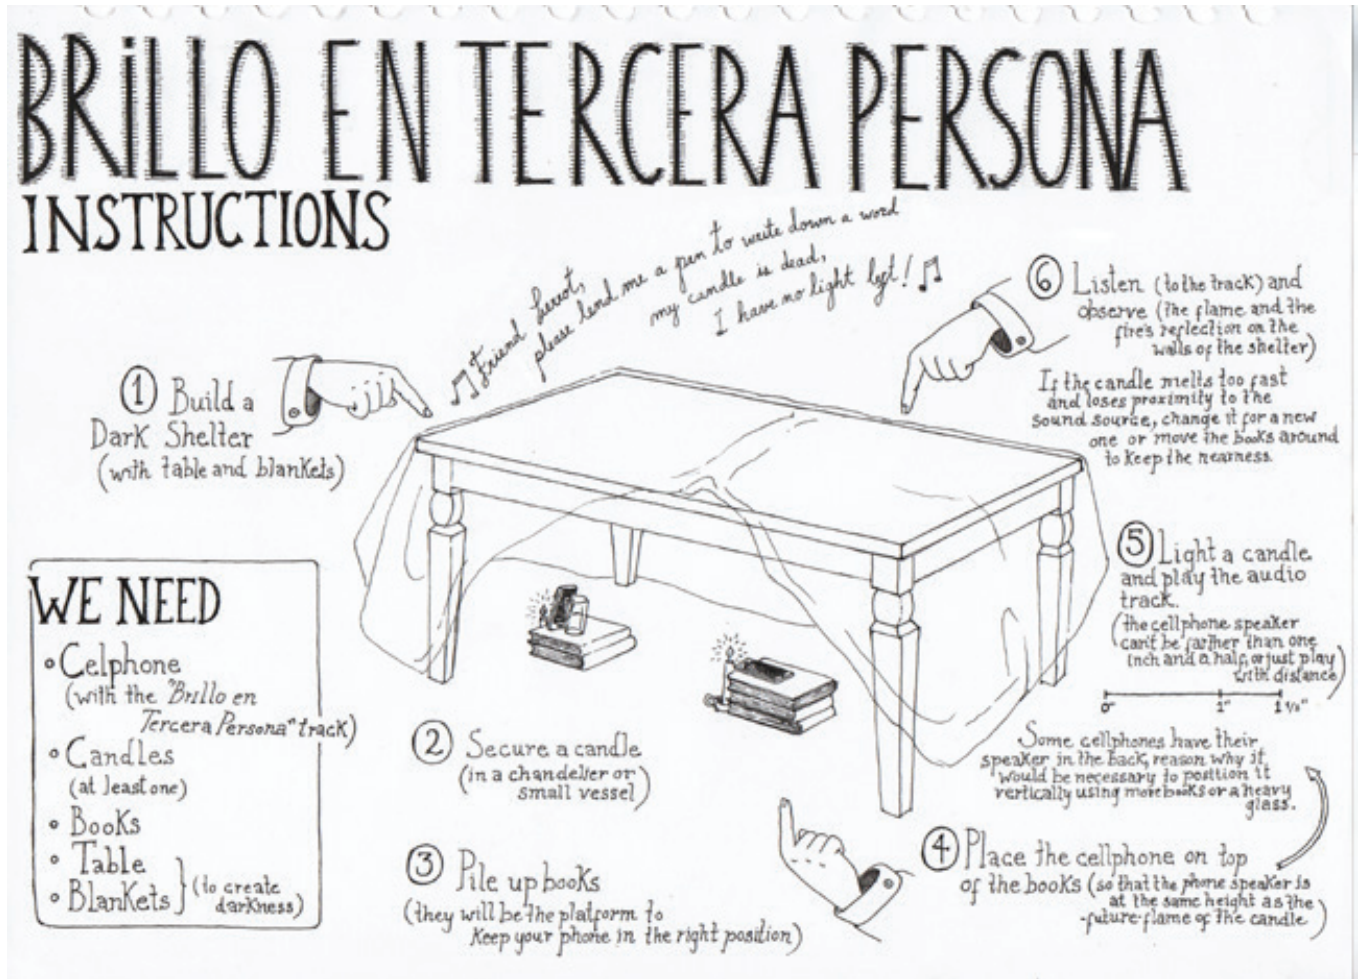 BRILLO EN TERCERA PERSONA
INSTRUCTIONS
♫ Friend Pierrot,
please lend me a pen to write down a word
my candle is dead,
I have no light left! ♫
① Build a
Dark Shelter
(with table and blankets)
WE NEED
• Celphone
(with the "Brillo en
Tercera Persona" track)
• Candles
(at least one)
• Books
• Table
• Blankets } (to create
darkness)
② Secure a candle
(in a chandelier or
small vessel)
③ Pile up books
(they will be the platform to
keep your phone in the right position)
④ Place the cellphone on top
of the books (so that the phone speaker is
at the same height as the
-future-flame of the candle)
Some cellphones have their
speaker in the back, reason why it
would be necessary to position it
vertically using more books or a heavy
glass.
⑤ Light a candle
and play the audio
track.
(the cellphone speaker
can't be farther than one
inch and a half, or just play
with distance)
0" 1" 1 1/2"
⑥ Listen (to the track) and
observe (the flame and the
fire's reflection on the
walls of the shelter)
If the candle melts too fast
and loses proximity to the
sound source, change it for a new
one or move the books around
to keep the nearness.